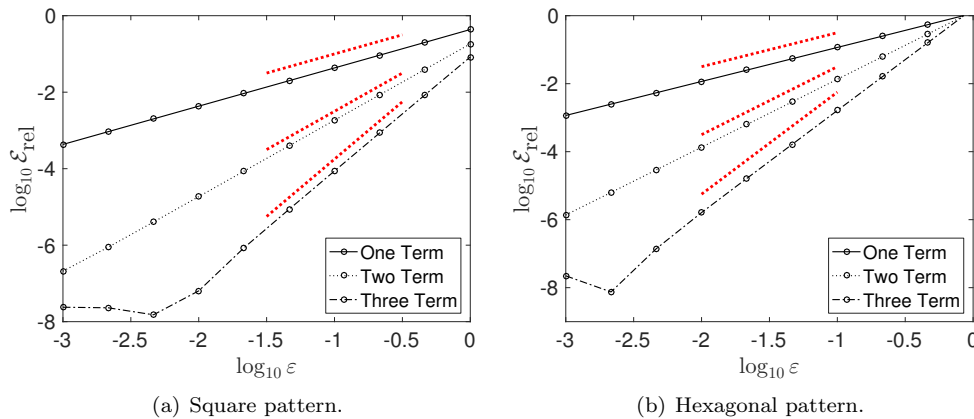 0
-2
-4
-6
-8
log₁₀ ℰrel
-3 -2.5 -2 -1.5 -1 -0.5 0
log₁₀ ε
One Term
Two Term
Three Term
(a) Square pattern.
0
-2
-4
-6
-8
log₁₀ ℰrel
-3 -2.5 -2 -1.5 -1 -0.5 0
log₁₀ ε
One Term
Two Term
Three Term
(b) Hexagonal pattern.